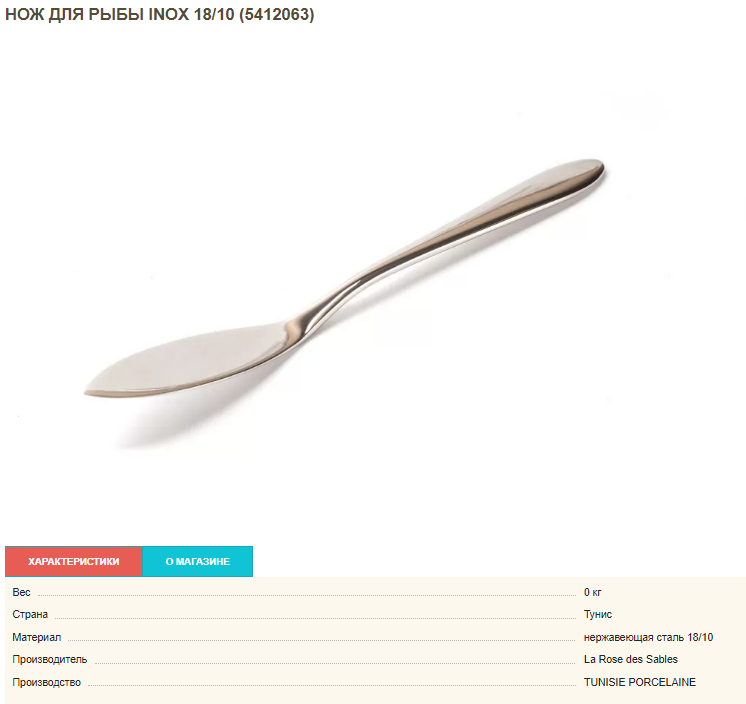 НОЖ ДЛЯ РЫБЫ INOX 18/10 (5412063)
ХАРАКТЕРИСТИКИ О МАГАЗИНЕ
Вес 0 кг
Страна Тунис
Материал нержавеющая сталь 18/10
Производитель La Rose des Sables
Производство TUNISIE PORCELAINE